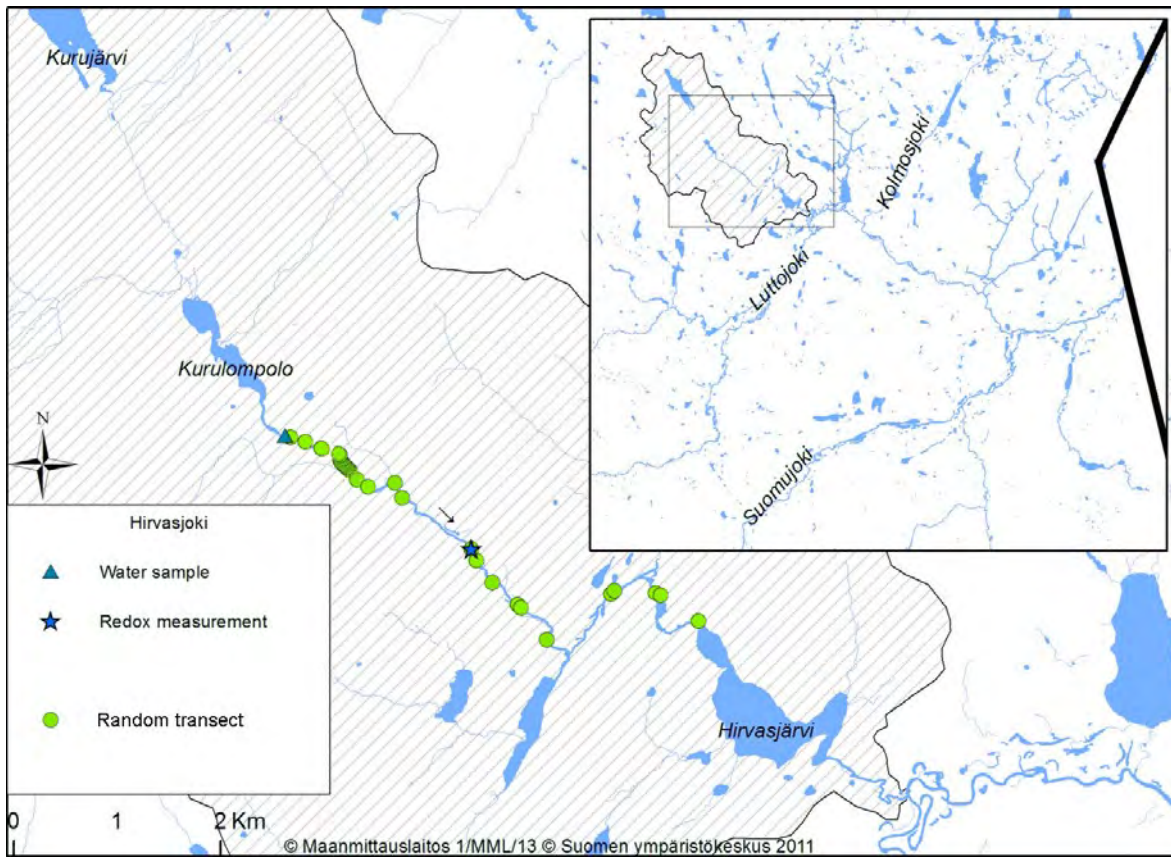 Kurujärvi
Kolmosjoki
Luttojoki
Kurulompolo
N
Suomujoki
Hirvasjoki
Water sample
Redox measurement
Random transect
Hirvasjärvi
0 1 2 Km
© Maanmittauslaitos 1/MML/13 © Suomen ympäristökeskus 2011